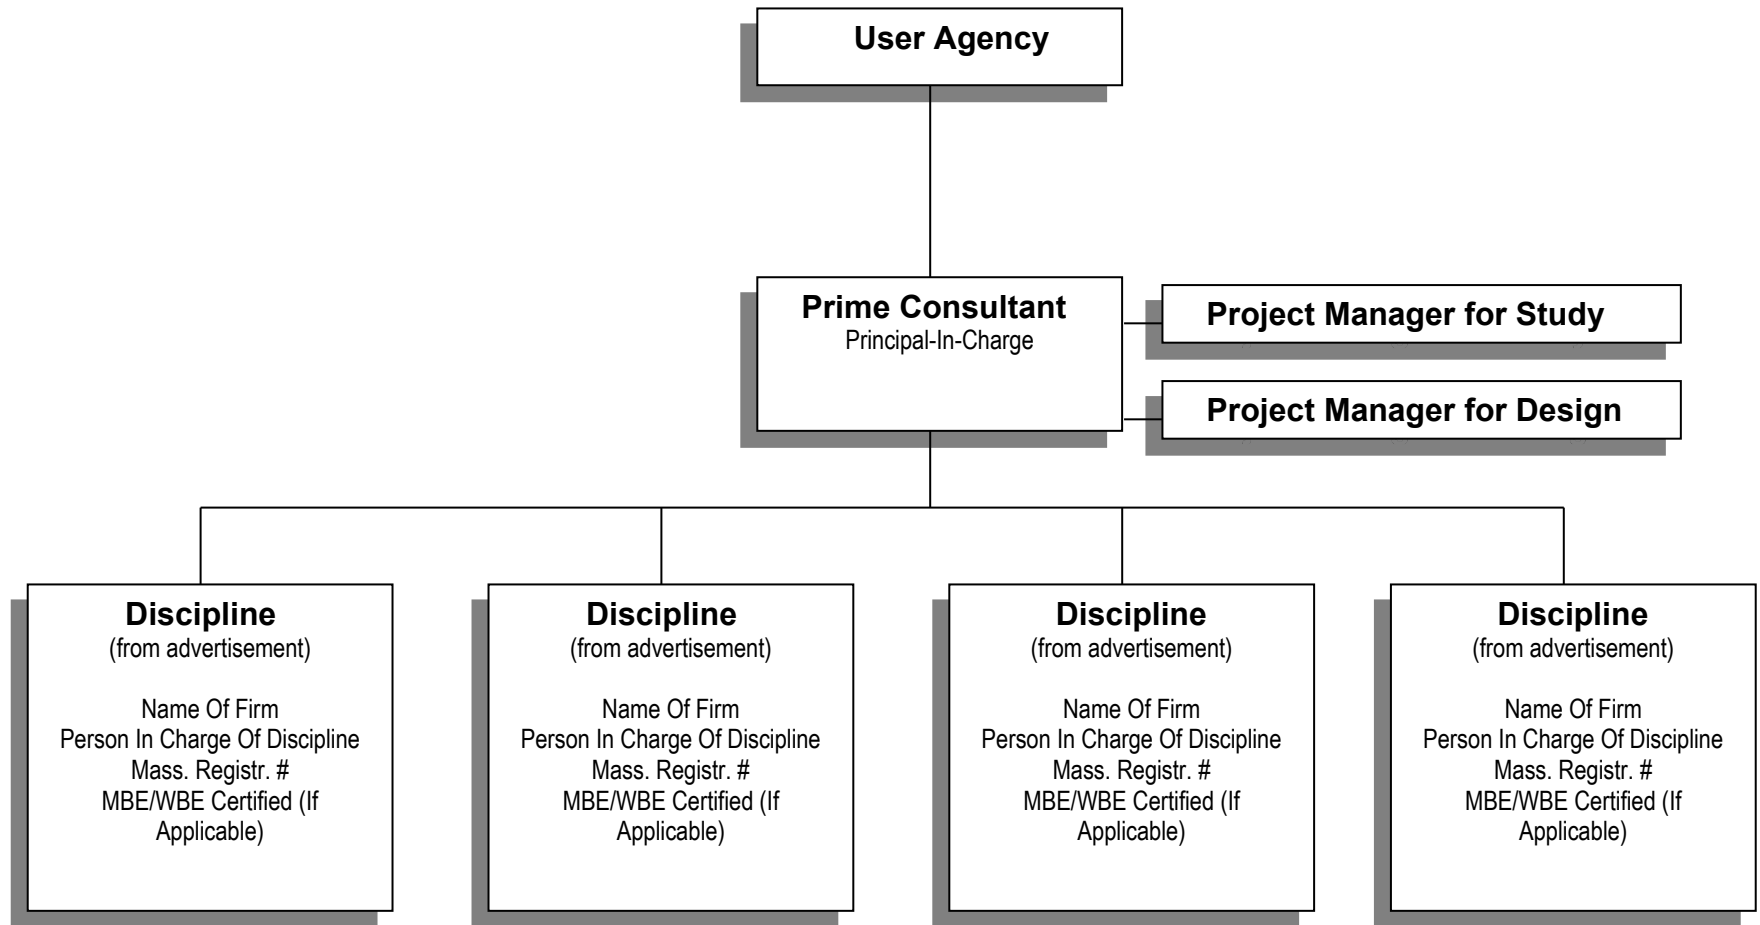 User Agency
Prime Consultant
Principal-In-Charge
Project Manager for Study
Project Manager for Design
Discipline
(from advertisement)
Name Of Firm
Person In Charge Of Discipline
Mass. Registr. #
MBE/WBE Certified (If
Applicable)
Discipline
(from advertisement)
Name Of Firm
Person In Charge Of Discipline
Mass. Registr. #
MBE/WBE Certified (If
Applicable)
Discipline
(from advertisement)
Name Of Firm
Person In Charge Of Discipline
Mass. Registr. #
MBE/WBE Certified (If
Applicable)
Discipline
(from advertisement)
Name Of Firm
Person In Charge Of Discipline
Mass. Registr. #
MBE/WBE Certified (If
Applicable)